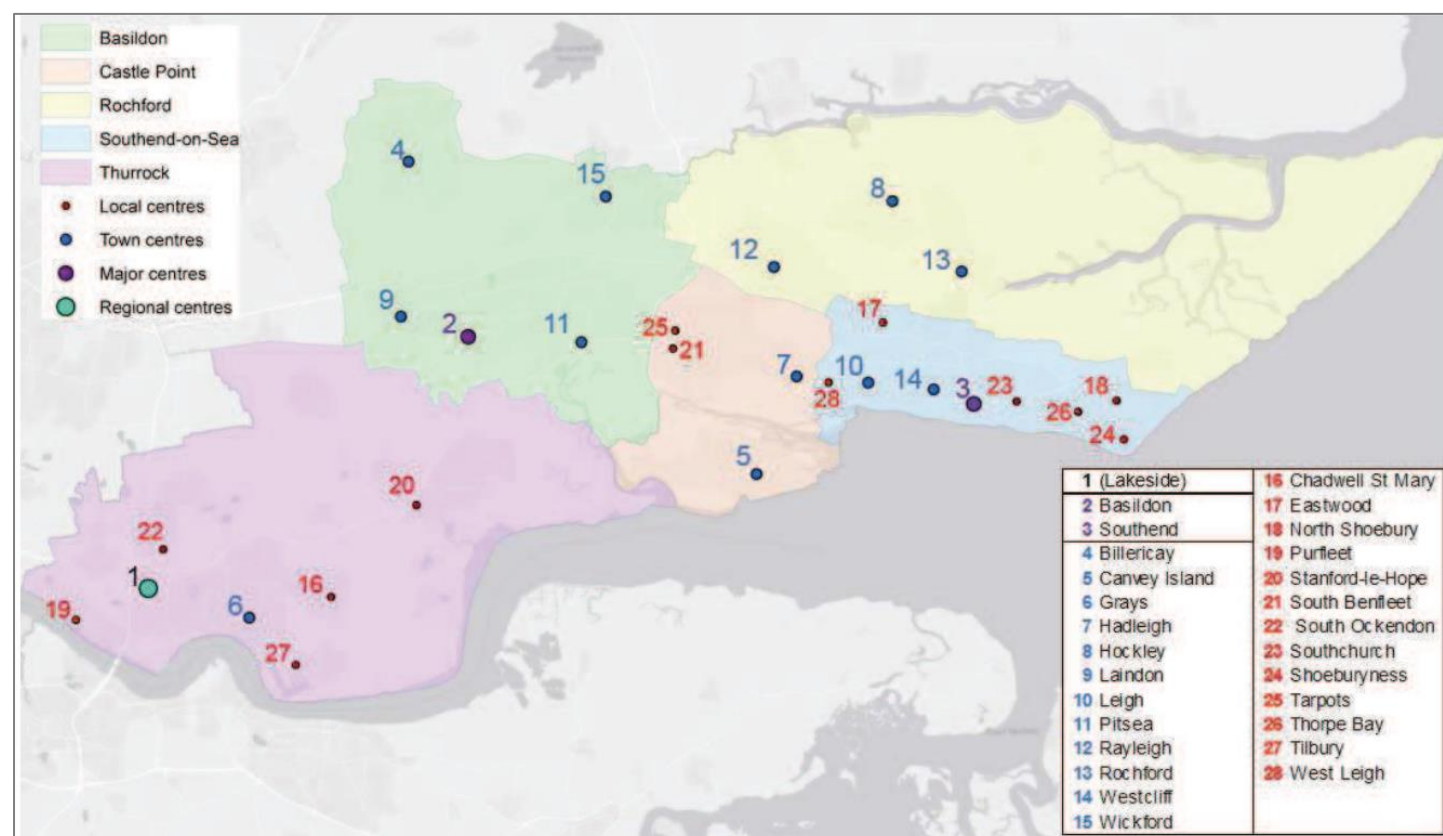 Basildon
Castle Point
Rochford
Southend-on-Sea
Thurrock
Local centres
Town centres
Major centres
Regional centres
4
15
8
12
13
9
2
11
25
21
17
7
28
10
14
3
23
18
26
24
5
20
22
1
16
19
6
27
1 (Lakeside)
2 Basildon
3 Southend
4 Billericay
5 Canvey Island
6 Grays
7 Hadleigh
8 Hockley
9 Laindon
10 Leigh
11 Pitsea
12 Rayleigh
13 Rochford
14 Westcliff
15 Wickford
16 Chadwell St Mary
17 Eastwood
18 North Shoebury
19 Purfleet
20 Stanford-le-Hope
21 South Benfleet
22 South Ockendon
23 Southchurch
24 Shoeburyness
25 Tarpots
26 Thorpe Bay
27 Tilbury
28 West Leigh